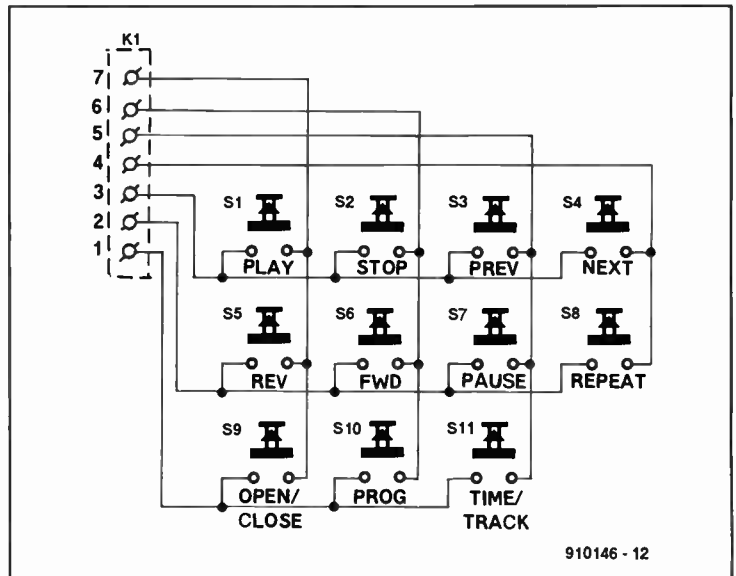 K1
7
6
5
4
3
2
1
S1 S2 S3 S4
PLAY STOP PREV NEXT
S5 S6 S7 S8
REV FWD PAUSE REPEAT
S9 S10 S11
OPEN/ PROG TIME/
CLOSE TRACK
910146 - 12